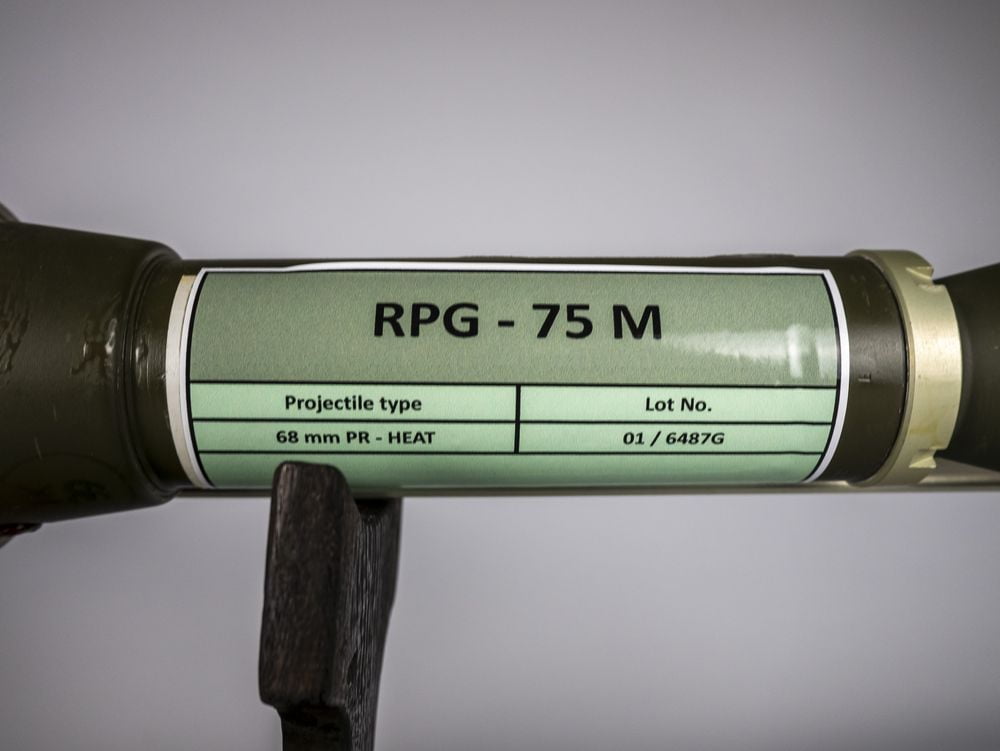 RPG - 75 M
Projectile type Lot No.
68 mm PR - HEAT 01 / 6487G